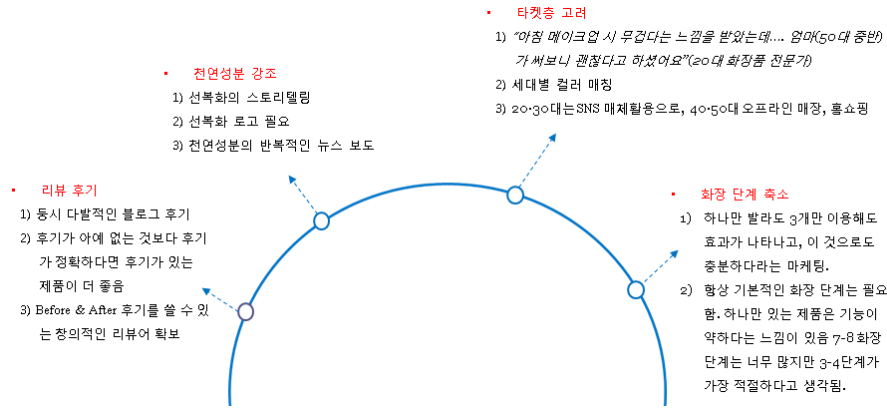 ▪ 타켓층 고려
1) “아침 메이크업 시 무겁다는 느낌을 받았는데…. 엄마(50대 중반)
가 써보니 괜찮다고 하셨어요”(20대 화장품 전문가)
2) 세대별 컬러 매칭
3) 20·30대는SNS 매체활용으로, 40·50대 오프라인 매장, 홈쇼핑
▪ 천연성분 강조
1) 선복화의 스토리텔링
2) 선복화 로고 필요
3) 천연성분의 반복적인 뉴스 보도
▪ 리뷰 후기
1) 동시 다발적인 블로그 후기
2) 후기가 아예 없는 것보다 후기
가 정확하다면 후기가 있는
제품이 더 좋음
3) Before & After 후기를 쓸 수 있
는 창의적인 리뷰어 확보
▪ 화장 단계 축소
1) 하나만 발라도 3개만 이용해도
효과가 나타나고, 이 것으로도
충분하다라는 마케팅.
2) 항상 기본적인 화장 단계는 필요
함. 하나만 있는 제품은 기능이
약하다는 느낌이 있음 7-8화장
단계는 너무 많지만 3-4단계가
가장 적절하다고 생각됨.